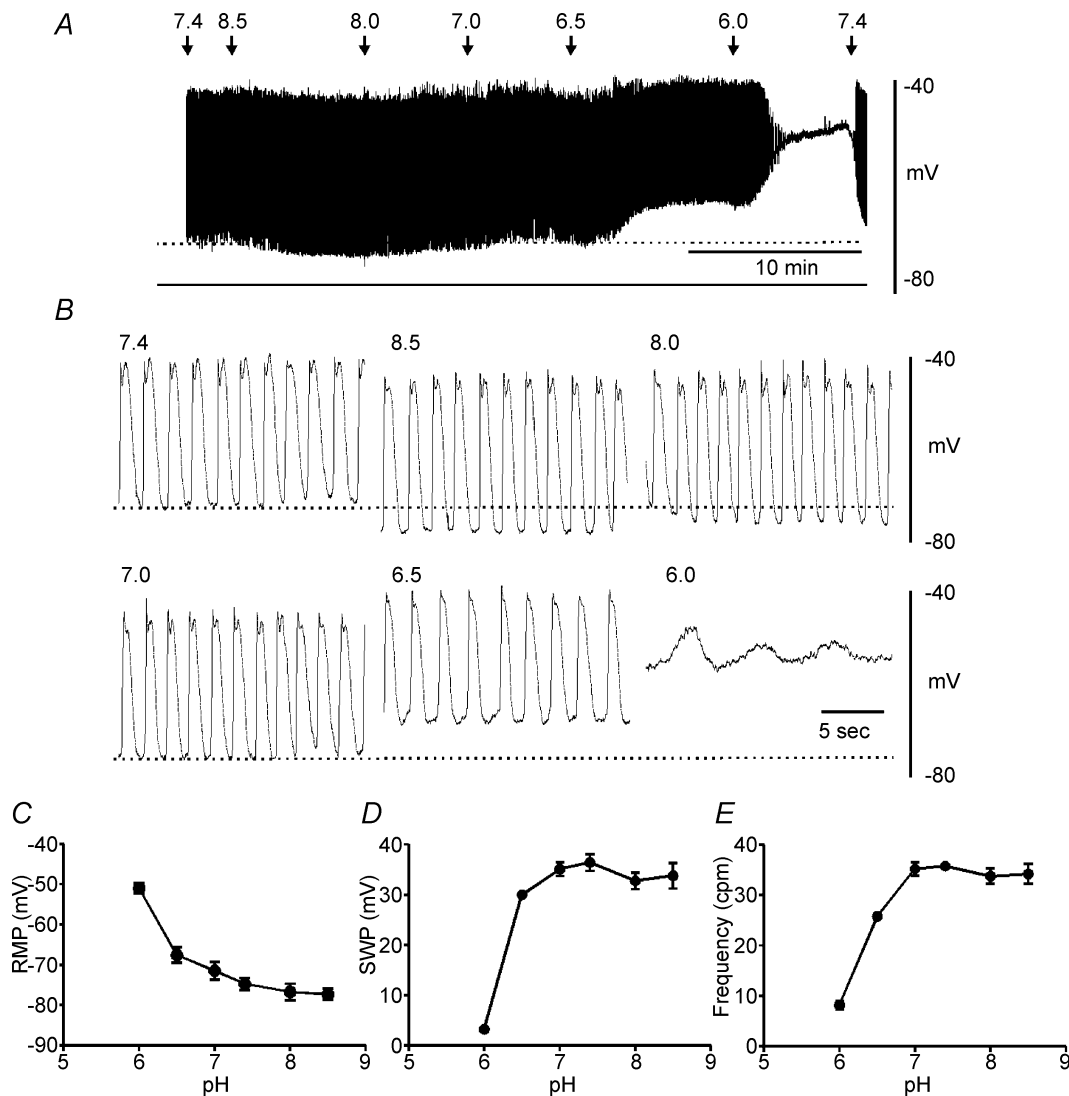 A
7.4 8.5 8.0 7.0 6.5 6.0 7.4
-40
mV
10 min
-80
B
7.4 8.5 8.0
-40
mV
-80
7.0 6.5 6.0
-40
mV
5 sec
-80
C
-40
-50
-60
-70
-80
-90
RMP (mV)
5 6 7 8 9
pH
D
40
30
20
10
0
SWP (mV)
5 6 7 8 9
pH
E
40
30
20
10
0
Frequency (cpm)
5 6 7 8 9
pH